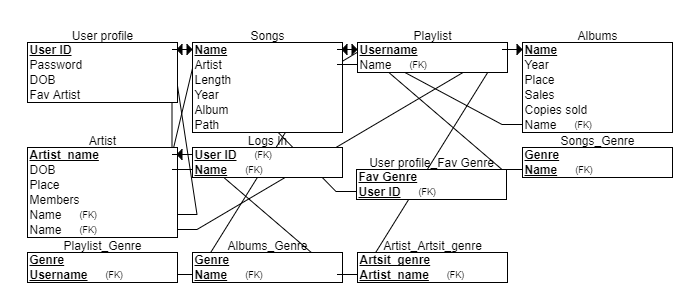 User profile
User ID
Password
DOB
Fav Artist
Songs
Name
Artist
Length
Year
Album
Path
Playlist
Username
Name (FK)
Albums
Name
Year
Place
Sales
Copies sold
Name (FK)
Artist
Artist_name
DOB
Place
Members
Name (FK)
Name (FK)
Logs in
User ID (FK)
Name (FK)
User profile_Fav Genre
Fav Genre
User ID (FK)
Songs_Genre
Genre
Name (FK)
Playlist_Genre
Genre
Username (FK)
Albums_Genre
Genre
Name (FK)
Artist_Artsit_genre
Artsit_genre
Artist_name (FK)